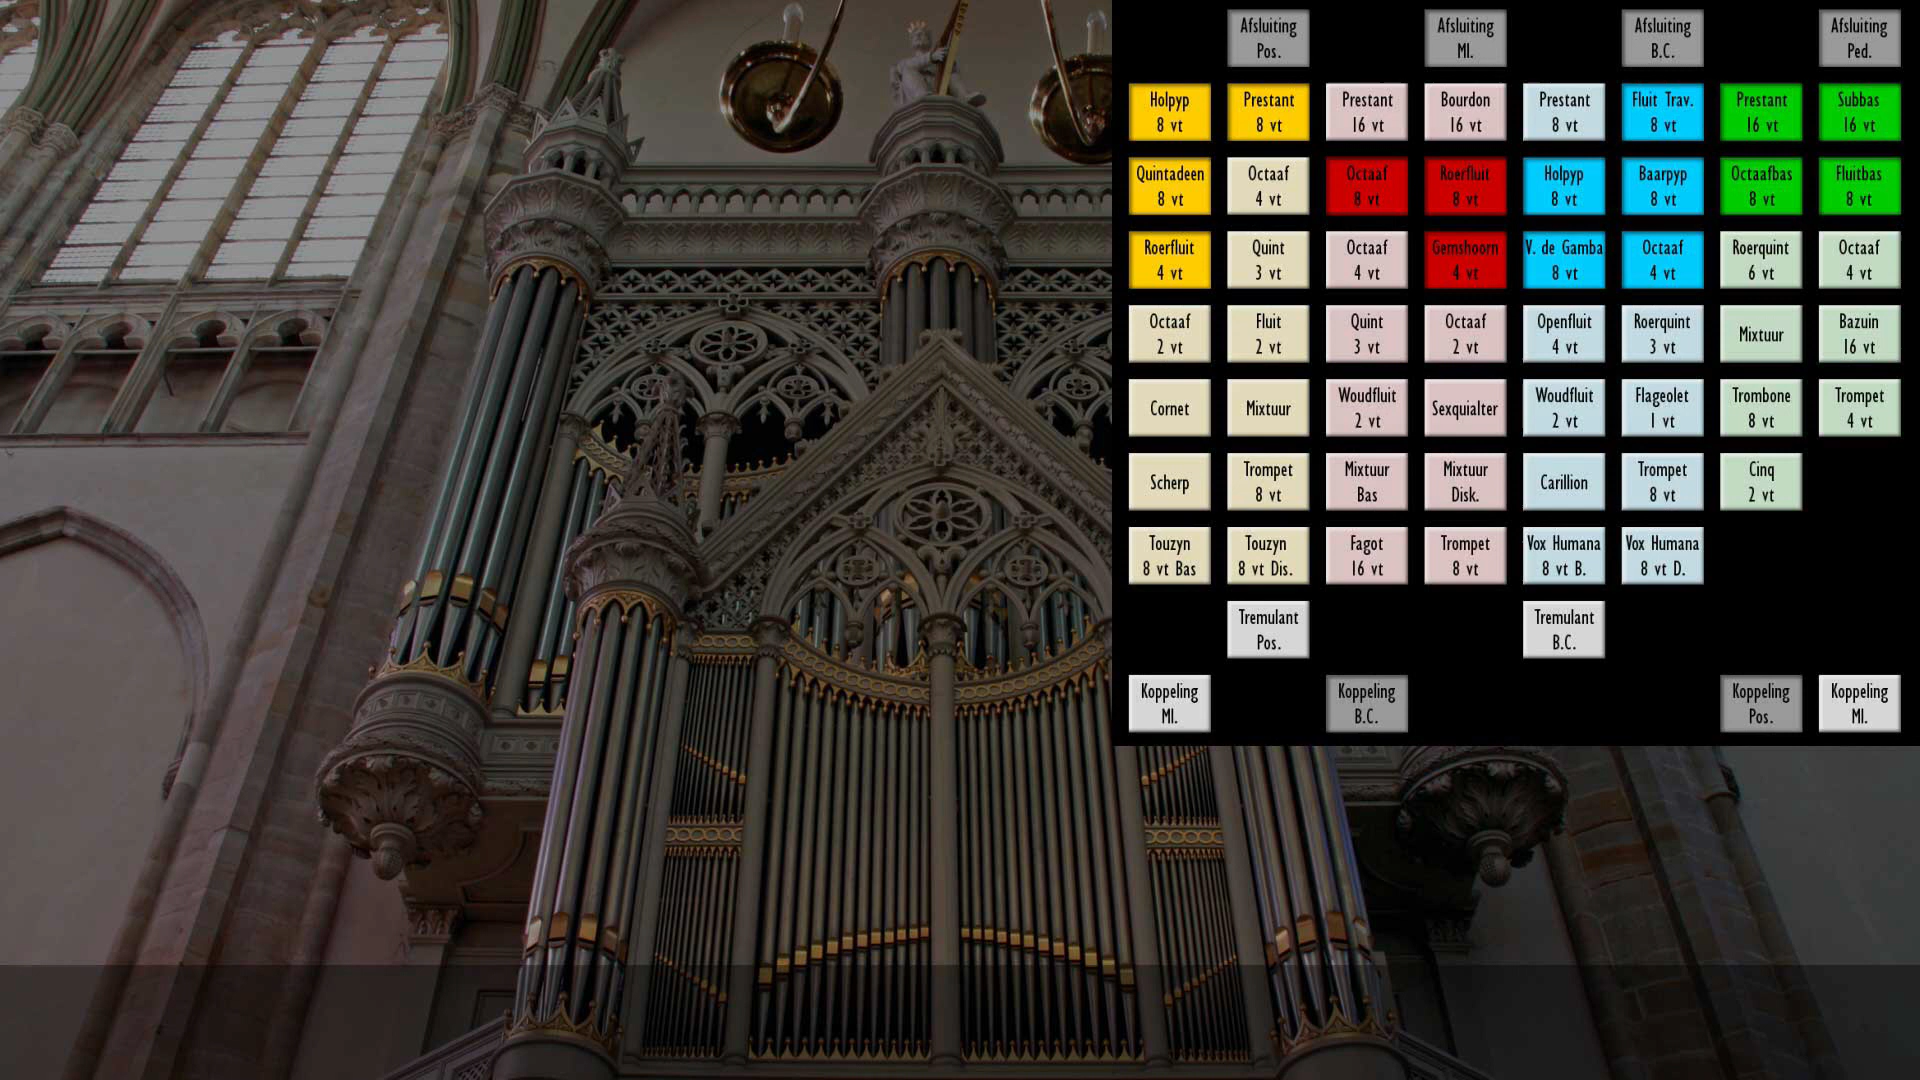 Afsluiting
Pos.
Afsluiting
Ml.
Afsluiting
B.C.
Afsluiting
Ped.
Holpyp
8 vt
Prestant
8 vt
Prestant
16 vt
Bourdon
16 vt
Prestant
8 vt
Fluit Trav.
8 vt
Prestant
16 vt
Subbas
16 vt
Quintadeen
8 vt
Octaaf
4 vt
Octaaf
8 vt
Roerfluit
8 vt
Holpyp
8 vt
Baarpyp
8 vt
Octaafbas
8 vt
Fluitbas
8 vt
Roerfluit
4 vt
Quint
3 vt
Octaaf
4 vt
Gemshoorn
4 vt
V. de Gamba
8 vt
Octaaf
4 vt
Roerquint
6 vt
Octaaf
4 vt
Octaaf
2 vt
Fluit
2 vt
Quint
3 vt
Octaaf
2 vt
Openfluit
4 vt
Roerquint
3 vt
Mixtuur
Bazuin
16 vt
Cornet
Mixtuur
Woudfluit
2 vt
Sexquialter
Woudfluit
2 vt
Flageolet
1 vt
Trombone
8 vt
Trompet
4 vt
Scherp
Trompet
8 vt
Mixtuur
Bas
Mixtuur
Disk.
Carillion
Trompet
8 vt
Cinq
2 vt
Touzyn
8 vt Bas
Touzyn
8 vt Dis.
Fagot
16 vt
Trompet
8 vt
Vox Humana
8 vt B.
Vox Humana
8 vt D.
Tremulant
Pos.
Tremulant
B.C.
Koppeling
Ml.
Koppeling
B.C.
Koppeling
Pos.
Koppeling
Ml.